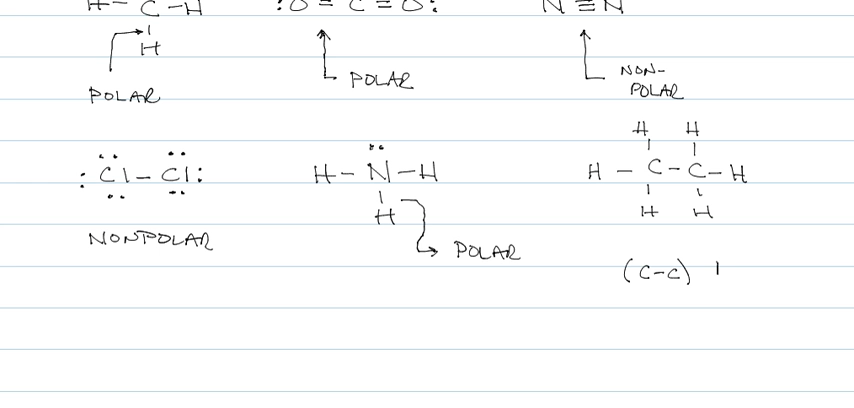 H - C - H :O = C = O: N ≡ N
H
POLAR
POLAR
NON-
POLAR
:Cl - Cl:
NONPOLAR
H - N - H
H
POLAR
H H
H - C - C - H
H H
(C-C)